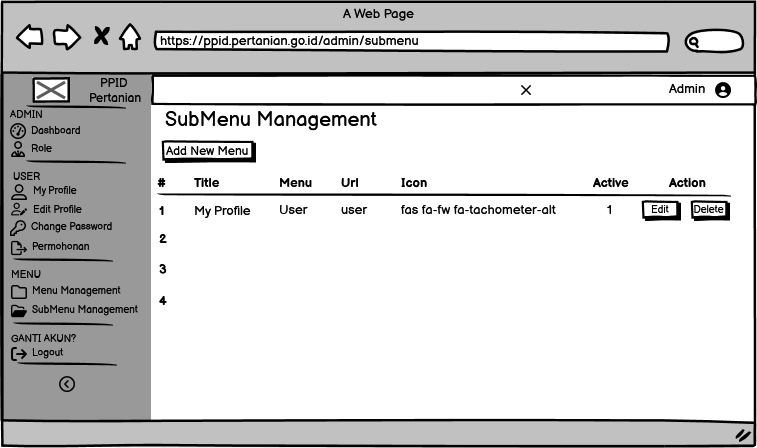 A Web Page
https://ppid.pertanian.go.id/admin/submenu
PPID
Pertanian
Admin
ADMIN
Dashboard
Role
USER
My Profile
Edit Profile
Change Password
Permohonan
MENU
Menu Management
SubMenu Management
GANTI AKUN?
Logout
SubMenu Management
Add New Menu
# Title Menu Url Icon Active Action
1 My Profile User user fas fa-fw fa-tachometer-alt 1 Edit Delete
2
3
4